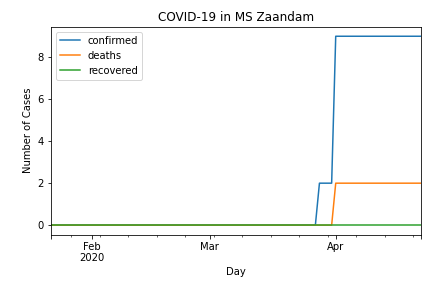 COVID-19 in MS Zaandam
confirmed
deaths
recovered
8
6
4
2
0
Number of Cases
Feb
2020
Mar
Apr
Day